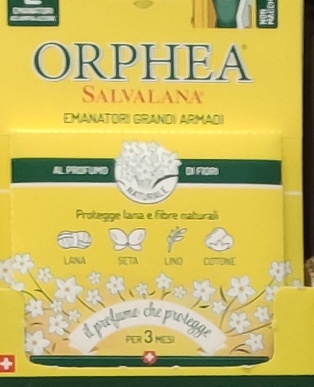 ORPHEA®
SALVALANA®
EMANATORI GRANDI ARMADI
AL PROFUMO DI FIORI
NATURALE
Protegge lana e fibre naturali
LANA SETA LINO COTONE
il profumo che protegge
PER 3 MESI